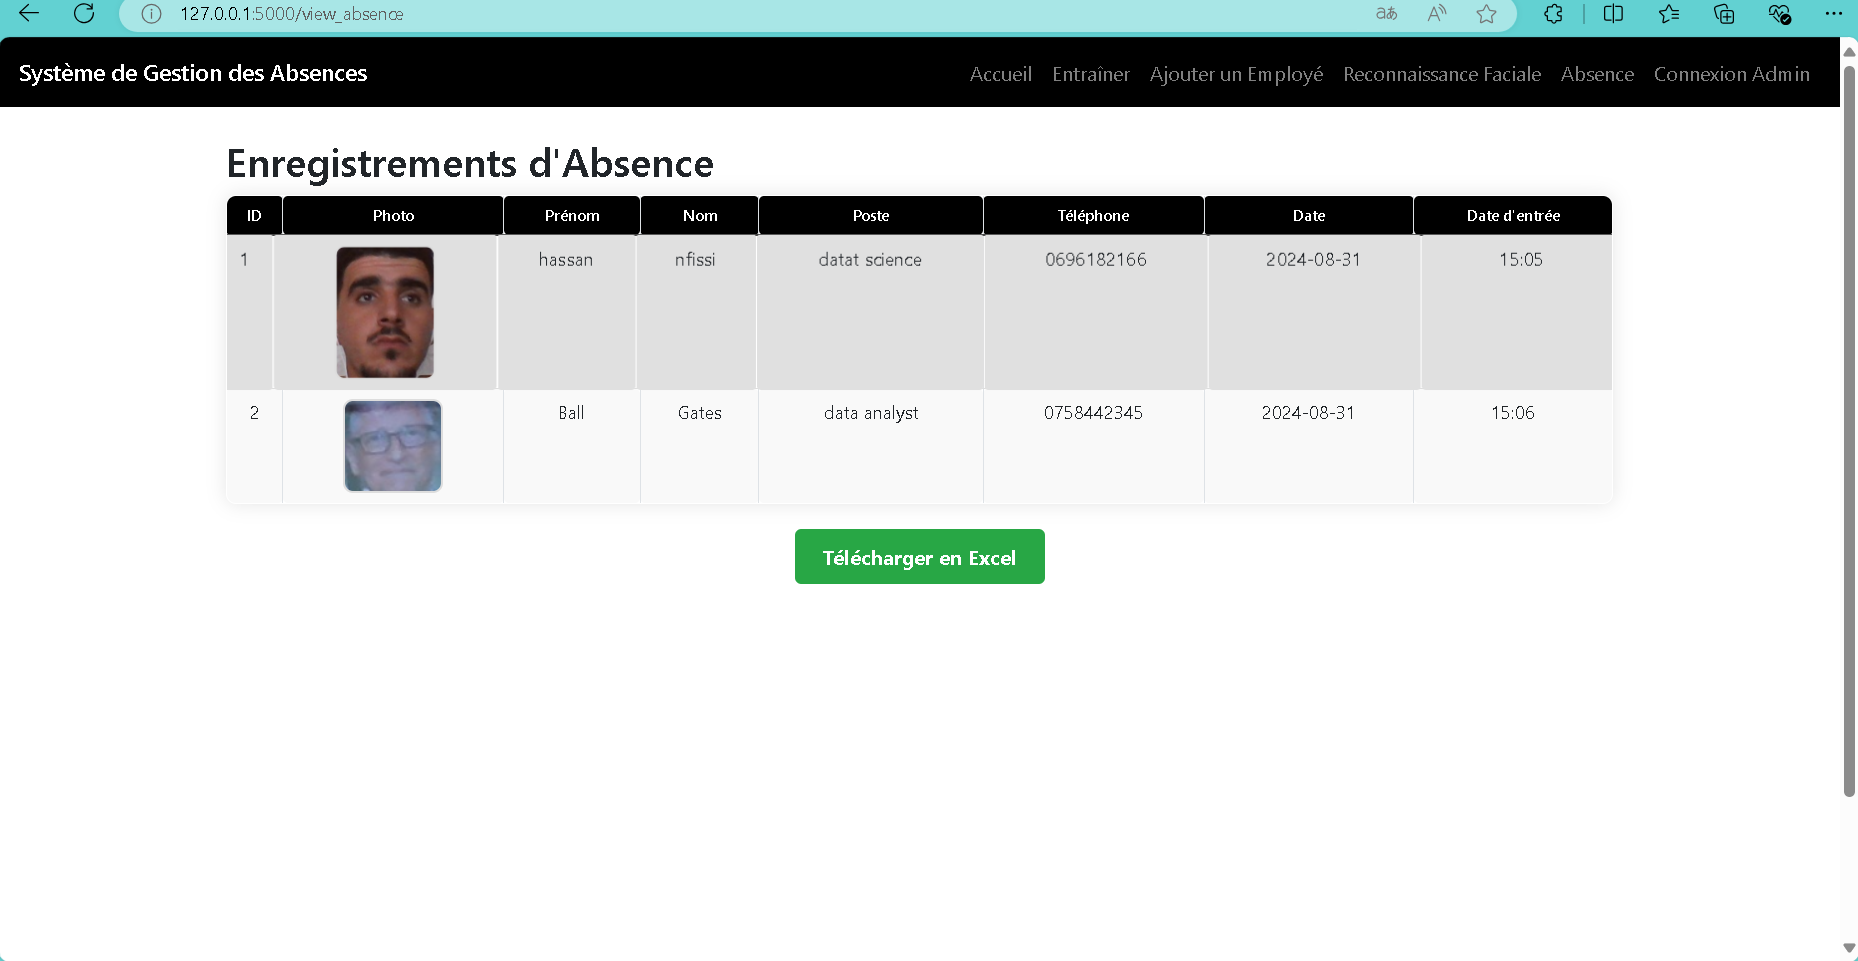 127.0.0.1:5000/view_absence
Système de Gestion des Absences Accueil Entraîner Ajouter un Employé Reconnaissance Faciale Absence Connexion Admin
Enregistrements d'Absence
ID Photo Prénom Nom Poste Téléphone Date Date d'entrée
1 hassan nfissi datat science 0696182166 2024-08-31 15:05
2 Ball Gates data analyst 0758442345 2024-08-31 15:06
Télécharger en Excel